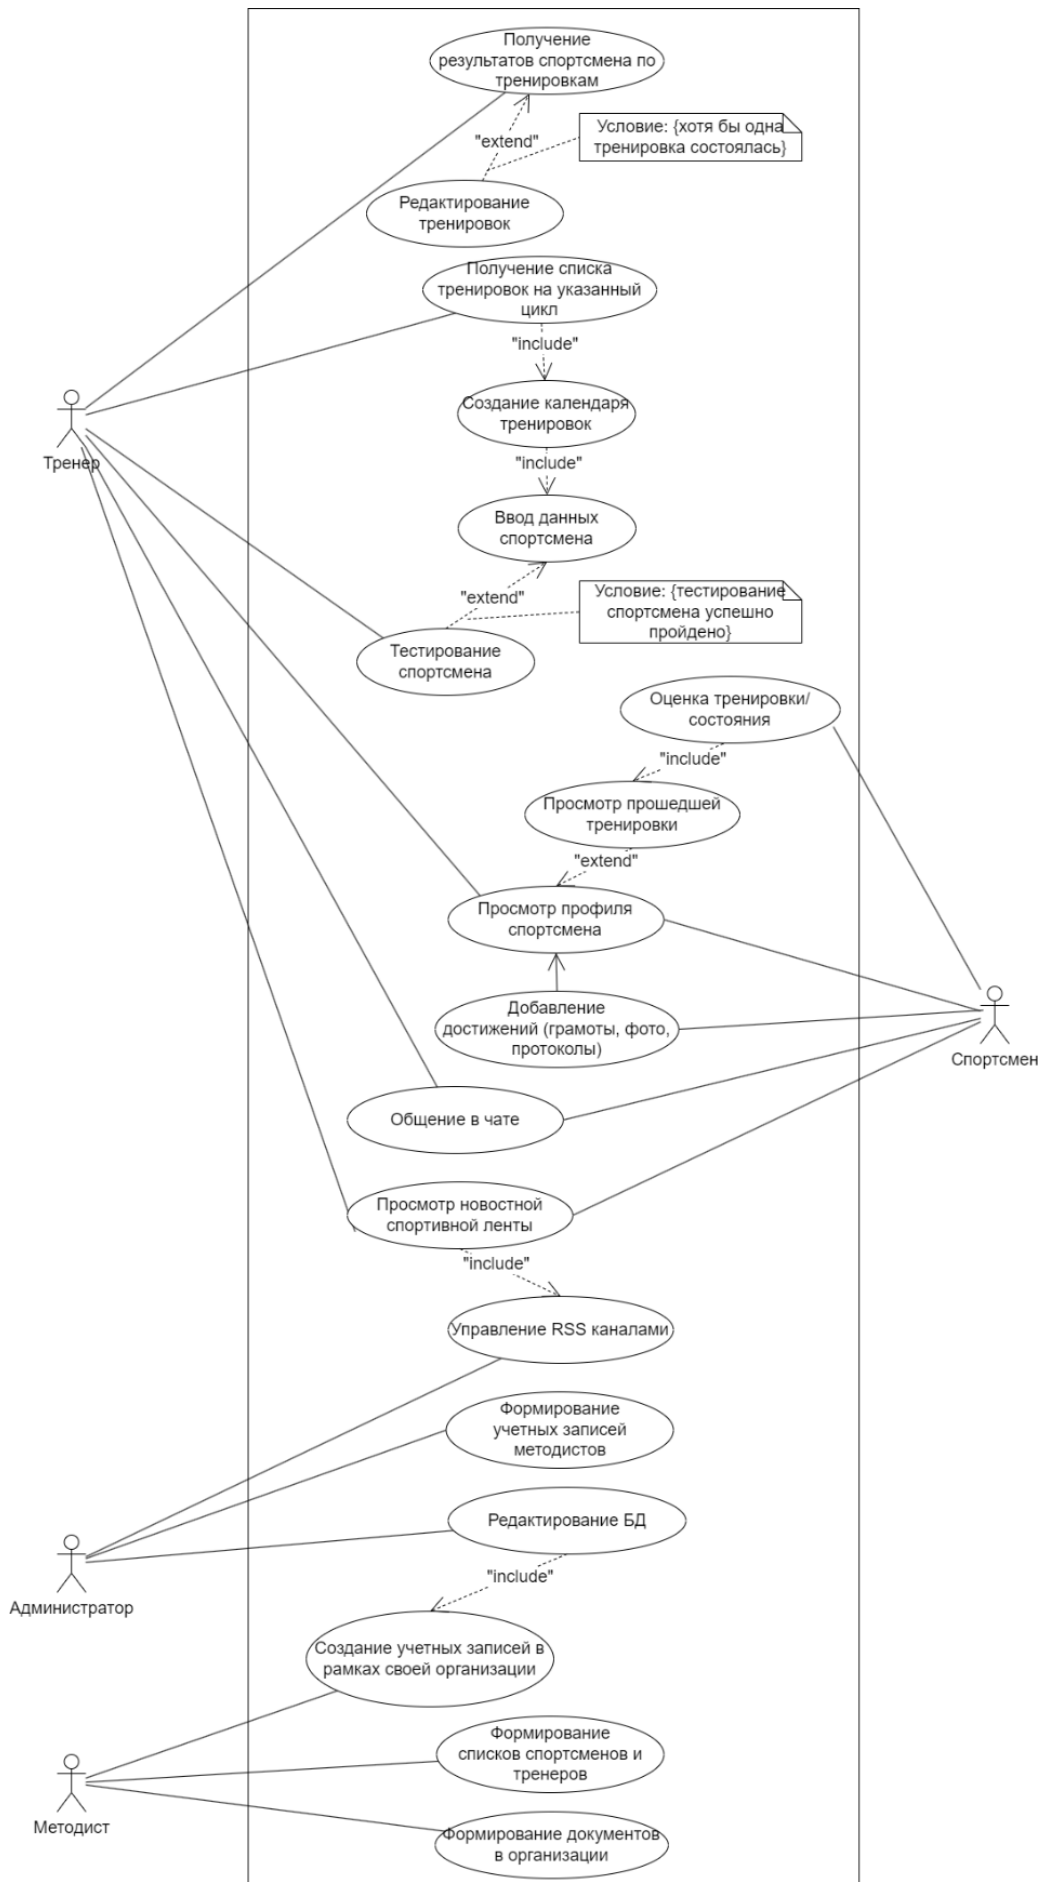 Получение
результатов спортсмена по
тренировкам
Условие: {хотя бы одна
тренировка состоялась}
"extend"
Редактирование
тренировок
Получение списка
тренировок на указанный
цикл
"include"
Создание календаря
тренировок
Тренер
"include"
Ввод данных
спортсмена
"extend"
Условие: {тестирование
спортсмена успешно
пройдено}
Тестирование
спортсмена
Оценка тренировки/
состояния
"include"
Просмотр прошедшей
тренировки
"extend"
Просмотр профиля
спортсмена
Добавление
достижений (грамоты, фото,
протоколы)
Спортсмен
Общение в чате
Просмотр новостной
спортивной ленты
"include"
Управление RSS каналами
Формирование
учетных записей
методистов
Редактирование БД
"include"
Администратор
Создание учетных записей в
рамках своей организации
Формирование
списков спортсменов и
тренеров
Методист
Формирование документов
в организации